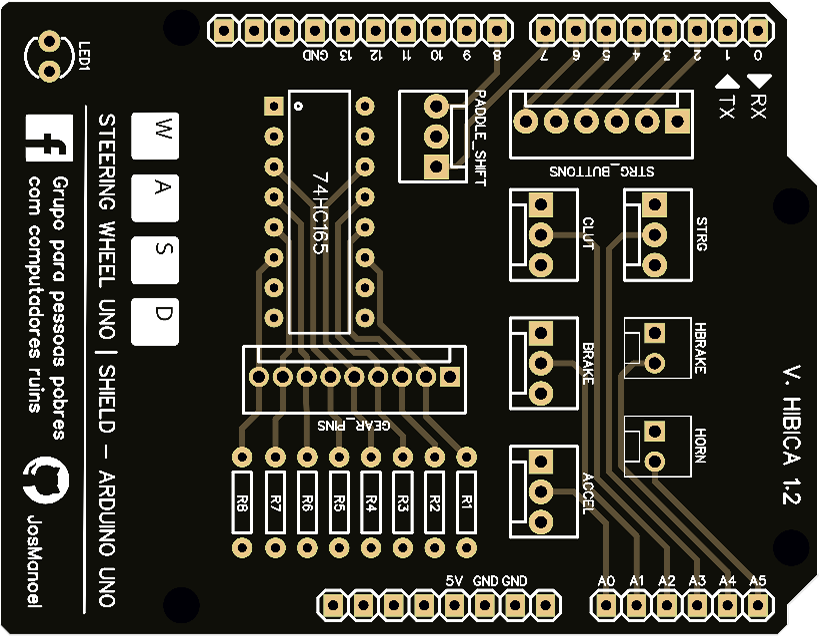 LED1
GND 13 12 11 10 9 8
7 6 5 4 3 2 1 0
TX RX
W
A
S
D
STEERING WHEEL UNO | SHIELD - ARDUINO UNO
Grupo para pessoas pobres
com computadores ruins
JosManoel
74HC165
PADDLE_SHIFT
STRG_BUTTONS
CLUT
STRG
BRAKE
HBRAKE
ACCEL
HORN
GEAR_PINS
R8 R7 R6 R5 R4 R3 R2 R1
V. HIBICA 1.2
5V GND GND
A0 A1 A2 A3 A4 A5